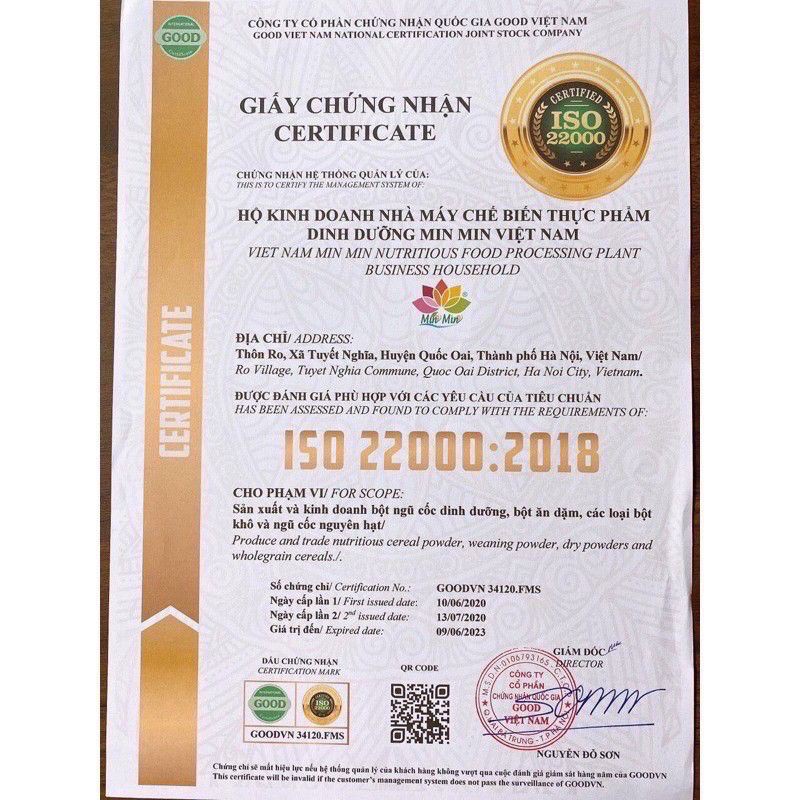 CÔNG TY CỔ PHẦN CHỨNG NHẬN QUỐC GIA GOOD VIỆT NAM
GOOD VIET NAM NATIONAL CERTIFICATION JOINT STOCK COMPANY
INTERNATIONAL
GOOD
GIẤY CHỨNG NHẬN
CERTIFICATE
CERTIFIED
ISO
22000
CHỨNG NHẬN HỆ THỐNG QUẢN LÝ CỦA:
THIS IS TO CERTIFY THE MANAGEMENT SYSTEM OF:
HỘ KINH DOANH NHÀ MÁY CHẾ BIẾN THỰC PHẨM
DINH DƯỠNG MIN MIN VIỆT NAM
VIET NAM MIN MIN NUTRITIOUS FOOD PROCESSING PLANT
BUSINESS HOUSEHOLD
Min Min
CERTIFICATE
ĐỊA CHỈ/ ADDRESS:
Thôn Ro, Xã Tuyết Nghĩa, Huyện Quốc Oai, Thành phố Hà Nội, Việt Nam/
Ro Village, Tuyet Nghia Commune, Quoc Oai District, Ha Noi City, Vietnam.
ĐƯỢC ĐÁNH GIÁ PHÙ HỢP VỚI CÁC YÊU CẦU CỦA TIÊU CHUẨN
HAS BEEN ASSESSED AND FOUND TO COMPLY WITH THE REQUIREMENTS OF:
ISO 22000:2018
CHO PHẠM VI/ FOR SCOPE:
Sản xuất và kinh doanh bột ngũ cốc dinh dưỡng, bột ăn dặm, các loại bột
khô và ngũ cốc nguyên hạt/
Produce and trade nutritious cereal powder, weaning powder, dry powders and
wholegrain cereals./.
Số chứng chỉ/ Certification No.: GOODVN 34120.FMS
Ngày cấp lần 1/ First issued date: 10/06/2020
Ngày cấp lần 2/ 2nd issued date: 13/07/2020
Giá trị đến/ Expired date: 09/06/2023
DẤU CHỨNG NHẬN
CERTIFICATION MARK
GOOD
ISO
GOODVN 34120.FMS
QR CODE
GIÁM ĐỐC
DIRECTOR
M.S.D.N:0106793165
CÔNG TY
CỔ PHẦN
CHỨNG NHẬN QUỐC GIA
GOOD
VIỆT NAM
NGUYỄN ĐỖ SƠN
Chứng chỉ sẽ mất hiệu lực nếu hệ thống quản lý của khách hàng không vượt qua cuộc đánh giá giám sát hàng năm của GOODVN
This certificate will be invalid if the customer's management system does not pass the surveillance of GOODVN.